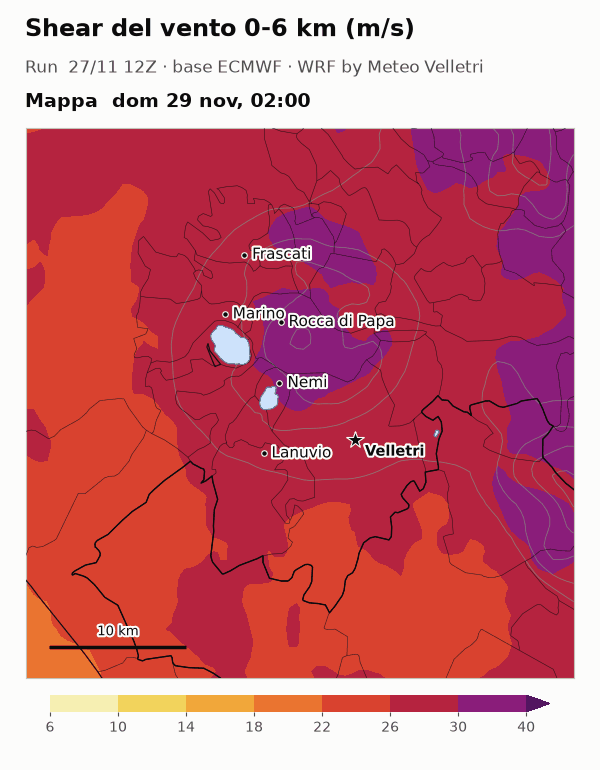 Shear del vento 0-6 km (m/s)
Run  27/11 12Z · base ECMWF · WRF by Meteo Velletri
Mappa  dom 29 nov, 02:00
Frascati
Marino
Rocca di Papa
Nemi
Velletri
Lanuvio
10 km
6 10 14 18 22 26 30 40